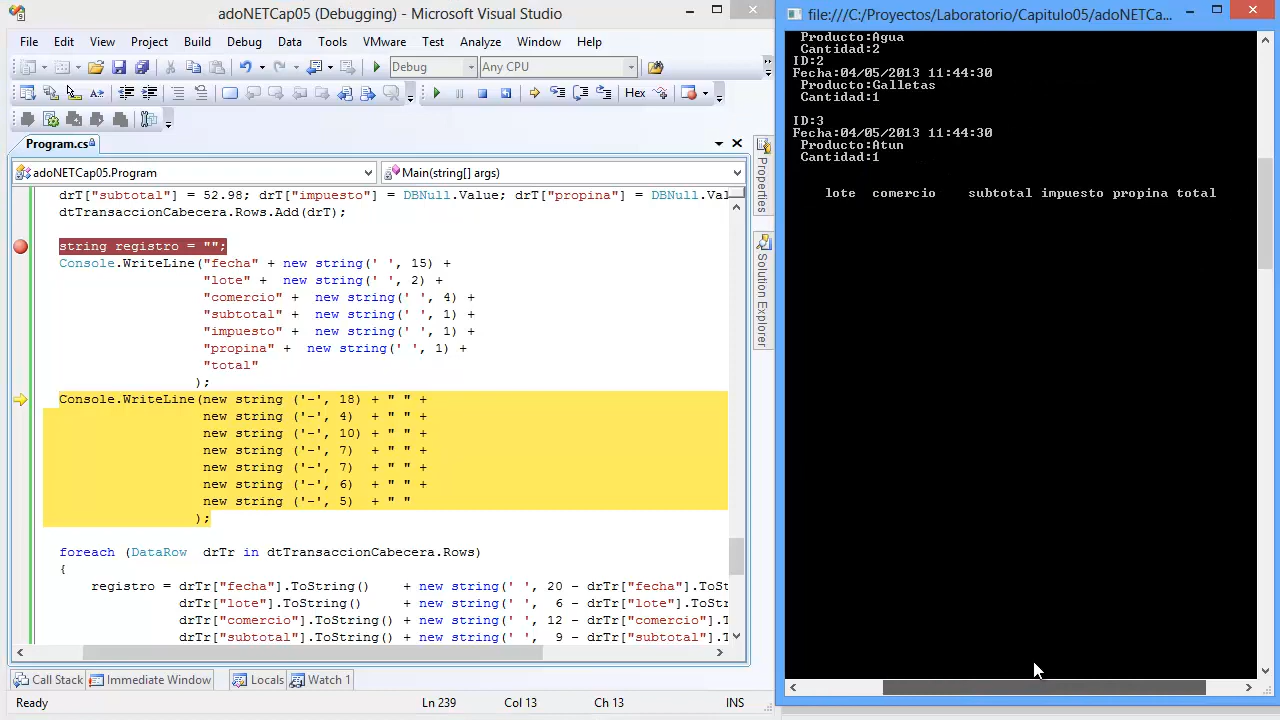 adoNETCap05 (Debugging) - Microsoft Visual Studio
File Edit View Project Build Debug Data Tools VMware Test Analyze Window Help
Debug Any CPU
Hex
Program.cs
adoNETCap05.Program Main(string[] args)
drT["subtotal"] = 52.98; drT["impuesto"] = DBNull.Value; drT["propina"] = DBNull.Val
dtTransaccionCabecera.Rows.Add(drT);
string registro = "";
Console.WriteLine("fecha" + new string(' ', 15) +
"lote" + new string(' ', 2) +
"comercio" + new string(' ', 4) +
"subtotal" + new string(' ', 1) +
"impuesto" + new string(' ', 1) +
"propina" + new string(' ', 1) +
"total"
);
Console.WriteLine(new string ('-', 18) + " " +
new string ('-', 4) + " " +
new string ('-', 10) + " " +
new string ('-', 7) + " " +
new string ('-', 7) + " " +
new string ('-', 6) + " " +
new string ('-', 5) + " "
);
foreach (DataRow drTr in dtTransaccionCabecera.Rows)
{
registro = drTr["fecha"].ToString() + new string(' ', 20 - drTr["fecha"].ToSt
drTr["lote"].ToString() + new string(' ', 6 - drTr["lote"].ToStr
drTr["comercio"].ToString() + new string(' ', 12 - drTr["comercio"].T
drTr["subtotal"].ToString() + new string(' ', 9 - drTr["subtotal"].T
Properties
Solution Explorer
Call Stack Immediate Window Locals Watch 1
Ready Ln 239 Col 13 Ch 13 INS
file:///C:/Proyectos/Laboratorio/Capitulo05/adoNETCa...
Producto:Agua
Cantidad:2
ID:2
Fecha:04/05/2013 11:44:30
Producto:Galletas
Cantidad:1
ID:3
Fecha:04/05/2013 11:44:30
Producto:Atun
Cantidad:1
lote comercio subtotal impuesto propina total